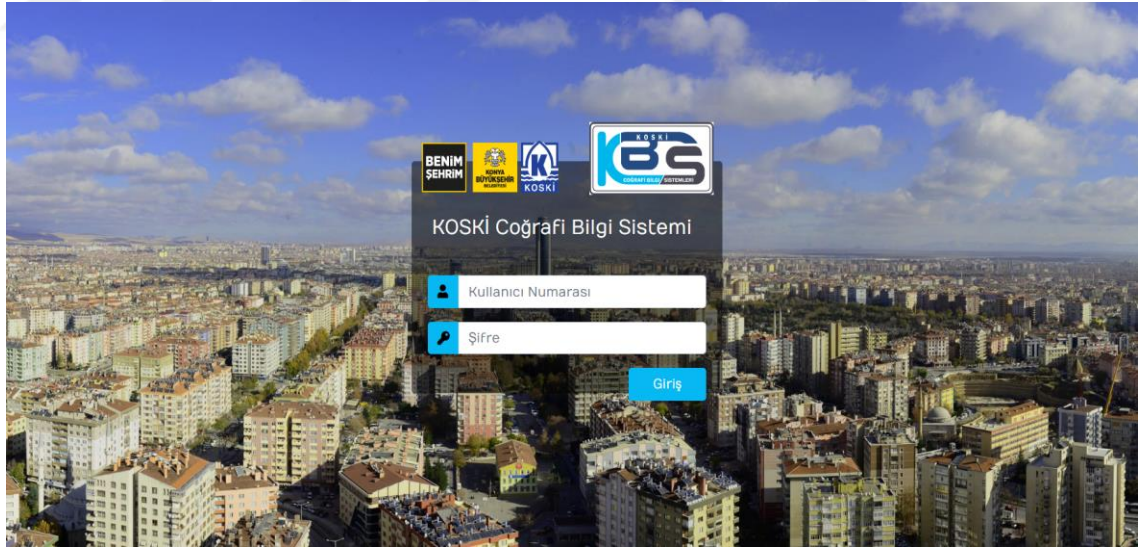 BENİM
ŞEHRİM
KONYA
BÜYÜKŞEHİR
BELEDİYESİ
K
KOSKİ
KOSKİ
KCBS
COĞRAFİ BİLGİ SİSTEMLERİ
KOSKİ Coğrafi Bilgi Sistemi
Kullanıcı Numarası
Şifre
Giriş